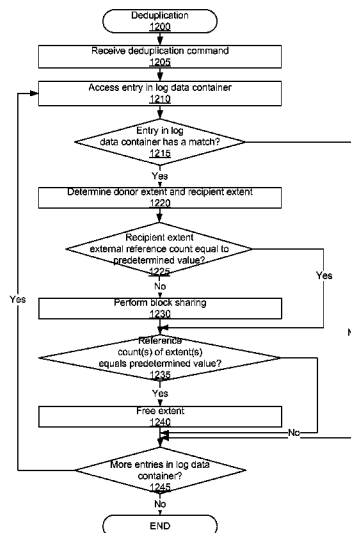 Deduplication
1200
Receive deduplication command
1205
Access entry in log data container
1210
Entry in log
data container has a match?
1215
Yes
Determine donor extent and recipient extent
1220
Recipient extent
external reference count equal to
predetermined value?
1225
Yes
No
Yes
Perform block sharing
1230
Reference
count(s) of extent(s)
equals predetermined value?
1235
Yes
Free extent
1240
No
More entries in log data
container?
1245
No
END